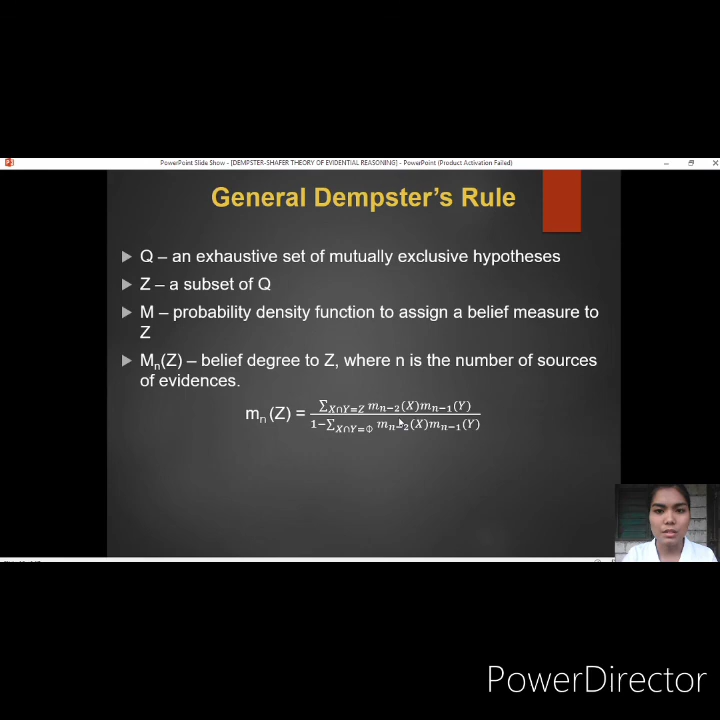 PowerPoint Slide Show - [DEMPSTER-SHAFER THEORY OF EVIDENTIAL REASONING] - PowerPoint (Product Activation Failed)
General Dempster's Rule
Q – an exhaustive set of mutually exclusive hypotheses
Z – a subset of Q
M – probability density function to assign a belief measure to
Z
Mₙ(Z) – belief degree to Z, where n is the number of sources
of evidences.
mₙ (Z) = ∑X∩Y=Z mₙ₋₂(X)mₙ₋₁(Y) / 1−∑X∩Y=Φ mₙ₋₂(X)mₙ₋₁(Y)
PowerDirector